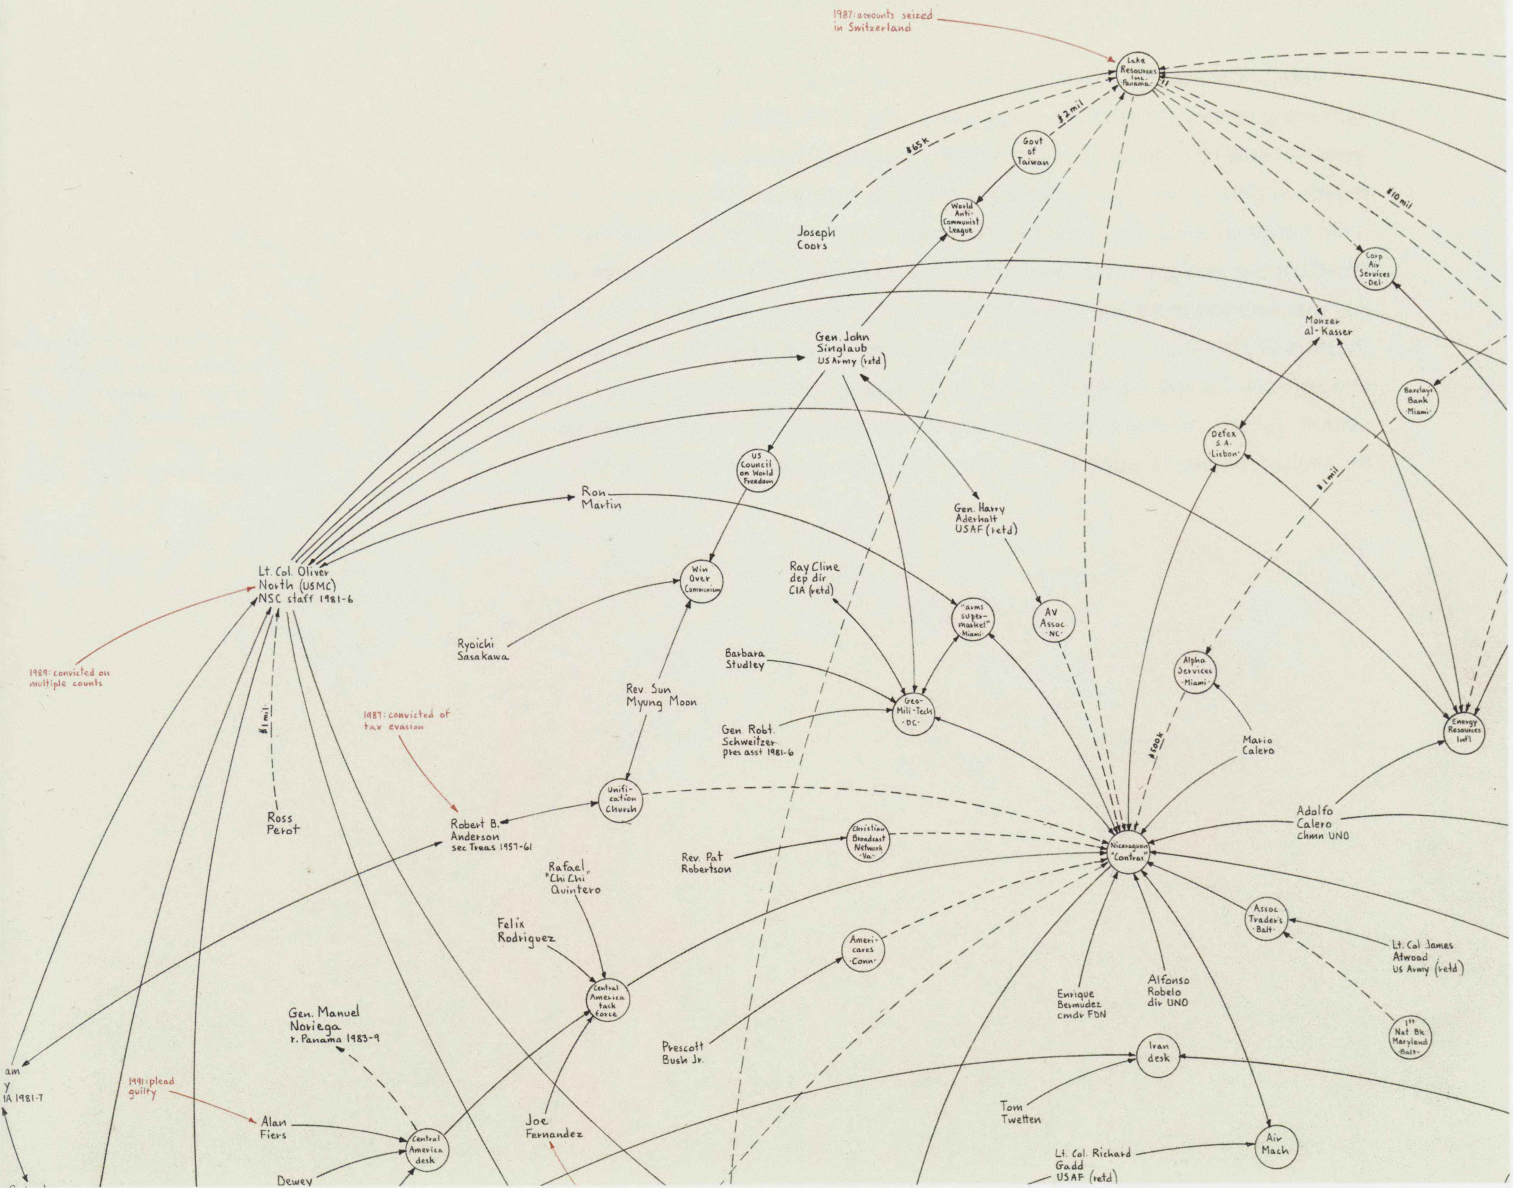 1987: accounts seized
in Switzerland
Lake
Resources
Inc.
Panama
$2 mil
$65k
Govt
of
Taiwan
World
Anti-
Communist
League
Joseph
Coors
$10 mil
Corp
Air
Services
·Del·
Monzer
al-Kassar
Gen. John
Singlaub
US Army (retd)
Barclays
Bank
·Miami·
Defex
S.A.
·Lisbon·
US
Council
on World
Freedom
$1 mil
Ron
Martin
Gen. Harry
Aderholt
USAF (retd)
Lt. Col. Oliver
North (USMC)
NSC staff 1981-6
Win
Over
Communism
Ray Cline
dep dir
CIA (retd)
"arms
super-
market"
·Miami·
AV
Assoc
·NC·
Ryoichi
Sasakawa
Barbara
Studley
Alpha
Services
·Miami·
1989: convicted on
multiple counts
Rev. Sun
Myung Moon
Geo-
Mili-Tech
·DC·
$1 mil
1987: convicted of
tax evasion
Gen. Robt.
Schweitzer
pres asst 1981-6
$500k
Mario
Calero
Energy
Resources
Int'l
Unifi-
cation
Church
Ross
Perot
Robert B.
Anderson
sec Treas 1957-61
Adolfo
Calero
chmn UNO
Christian
Broadcast
Network
·Va·
Rev. Pat
Robertson
Nicaraguan
"Contras"
Rafael
"Chi Chi"
Quintero
Felix
Rodriguez
Assoc
Traders
·Balt·
Ameri-
cares
·Conn·
Lt. Col James
Atwood
US Army (retd)
Enrique
Bermudez
cmdr FDN
Alfonso
Robelo
dir UNO
Central
America
task
force
Gen. Manuel
Noriega
r. Panama 1983-9
1st
Nat Bk
Maryland
·Balt·
Prescott
Bush Jr.
Iran
desk
am
y
IA 1981-7
1991: plead
guilty
Tom
Twetten
Alan
Fiers
Joe
Fernandez
Central
America
desk
Air
Mach
Lt. Col. Richard
Gadd
USAF (retd)
Dewey